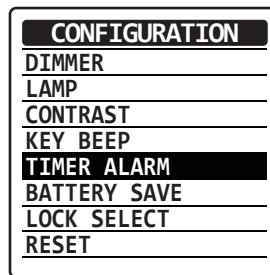 CONFIGURATION
DIMMER
LAMP
CONTRAST
KEY BEEP
TIMER ALARM
BATTERY SAVE
LOCK SELECT
RESET